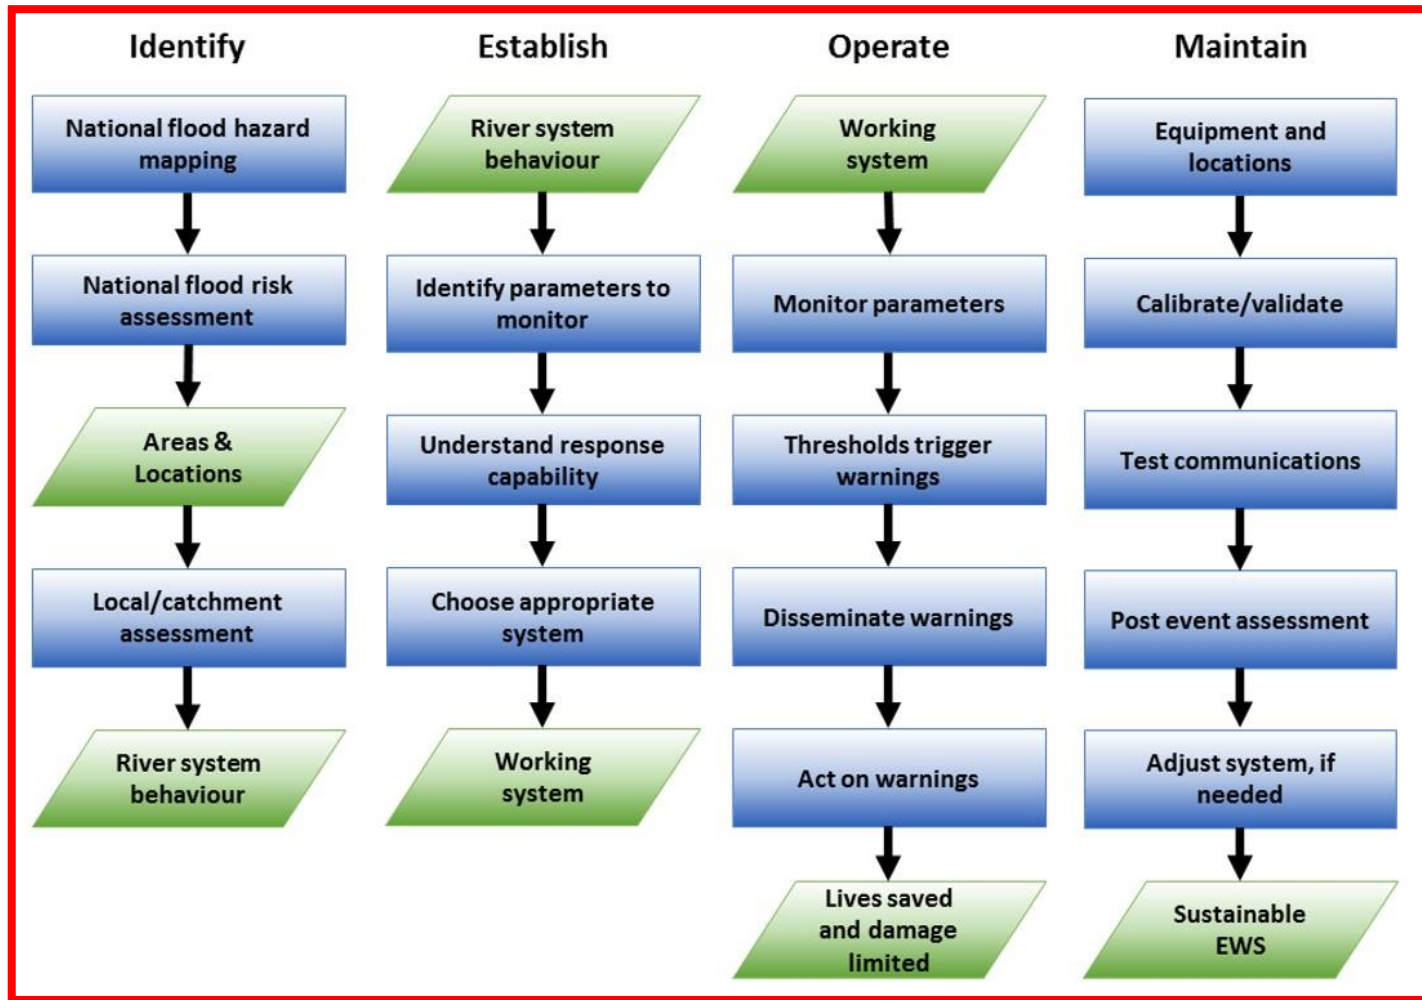 Identify
National flood hazard
mapping
National flood risk
assessment
Areas &
Locations
Local/catchment
assessment
River system
behaviour
Establish
River system
behaviour
Identify parameters to
monitor
Understand response
capability
Choose appropriate
system
Working
system
Operate
Working
system
Monitor parameters
Thresholds trigger
warnings
Disseminate warnings
Act on warnings
Lives saved
and damage
limited
Maintain
Equipment and
locations
Calibrate/validate
Test communications
Post event assessment
Adjust system, if
needed
Sustainable
EWS